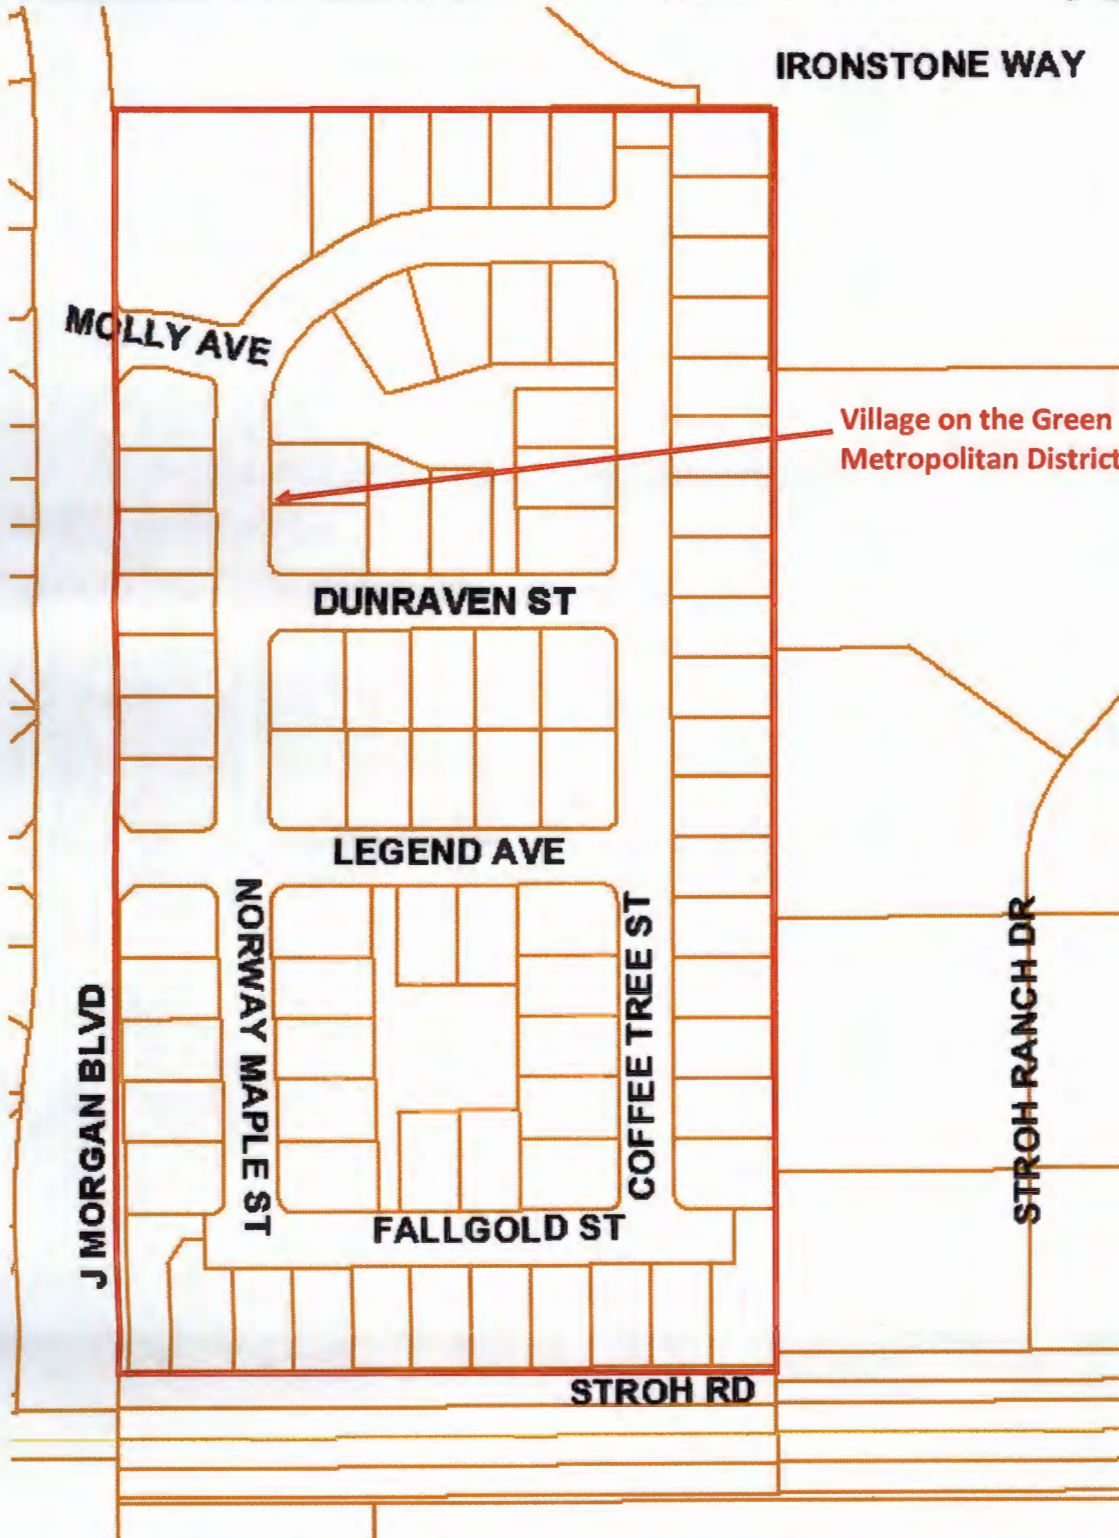 IRONSTONE WAY
MOLLY AVE
Village on the Green
Metropolitan District
DUNRAVEN ST
LEGEND AVE
NORWAY MAPLE ST
COFFEE TREE ST
STROH RANCH DR
J MORGAN BLVD
FALLGOLD ST
STROH RD